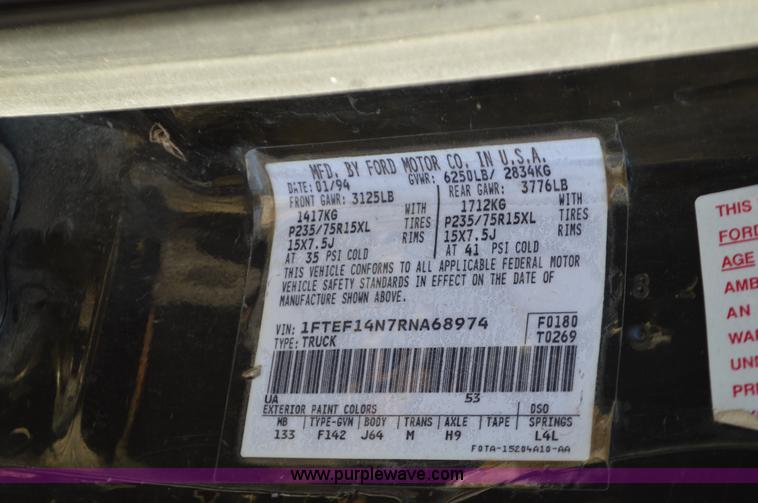 MFD. BY FORD MOTOR CO. IN U.S.A.
DATE: 01/94 GVWR: 6250LB/ 2834KG
FRONT GAWR: 3125LB REAR GAWR: 3776LB
1417KG WITH 1712KG WITH
P235/75R15XL TIRES P235/75R15XL TIRES
15X7.5J RIMS 15X7.5J RIMS
AT 35 PSI COLD AT 41 PSI COLD
THIS VEHICLE CONFORMS TO ALL APPLICABLE FEDERAL MOTOR
VEHICLE SAFETY STANDARDS IN EFFECT ON THE DATE OF
MANUFACTURE SHOWN ABOVE.
VIN: 1FTEF14N7RNA68974 F0180
TYPE: TRUCK T0269
UA 53
EXTERIOR PAINT COLORS DSO
WB TYPE-GVM BODY TRANS AXLE TAPE SPRINGS
133 F142 J64 M H9 L4L
F0TA-15204A10-AA
THIS
FORD
AGE
AMB
AN
WAR
UND
PRI
www.purplewave.com